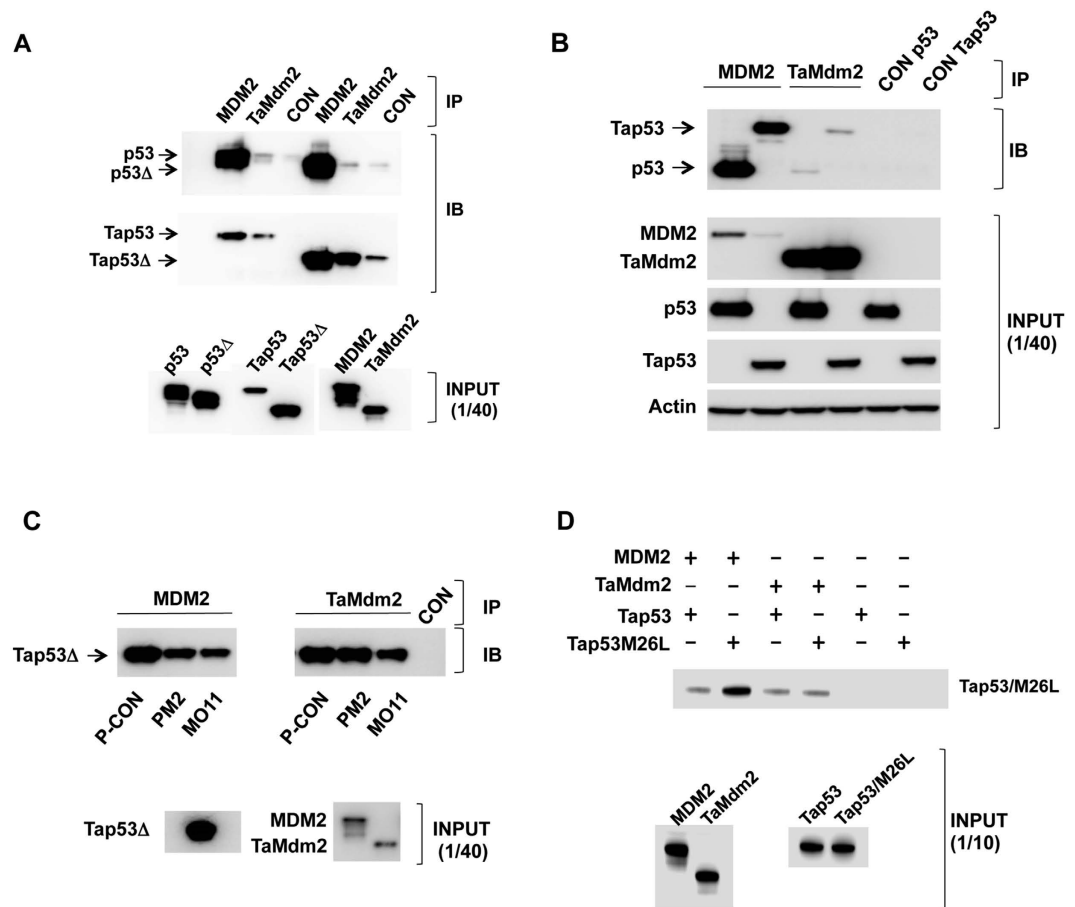 A
MDM2 TaMdm2 CON MDM2 TaMdm2 CON
IP
p53
p53Δ
IB
Tap53
Tap53Δ
p53 p53Δ Tap53 Tap53Δ MDM2 TaMdm2
INPUT
(1/40)
B
MDM2 TaMdm2 CON p53 CON Tap53
IP
Tap53
p53
IB
MDM2
TaMdm2
p53
Tap53
Actin
INPUT
(1/40)
C
MDM2 TaMdm2 CON
IP
Tap53Δ
IB
P-CON PM2 MO11 P-CON PM2 MO11
Tap53Δ
MDM2
TaMdm2
INPUT
(1/40)
D
MDM2 + + – – – –
TaMdm2 – – + + – –
Tap53 + – + – + –
Tap53M26L – + – + – +
Tap53/M26L
MDM2 TaMdm2 Tap53 Tap53/M26L
INPUT
(1/10)